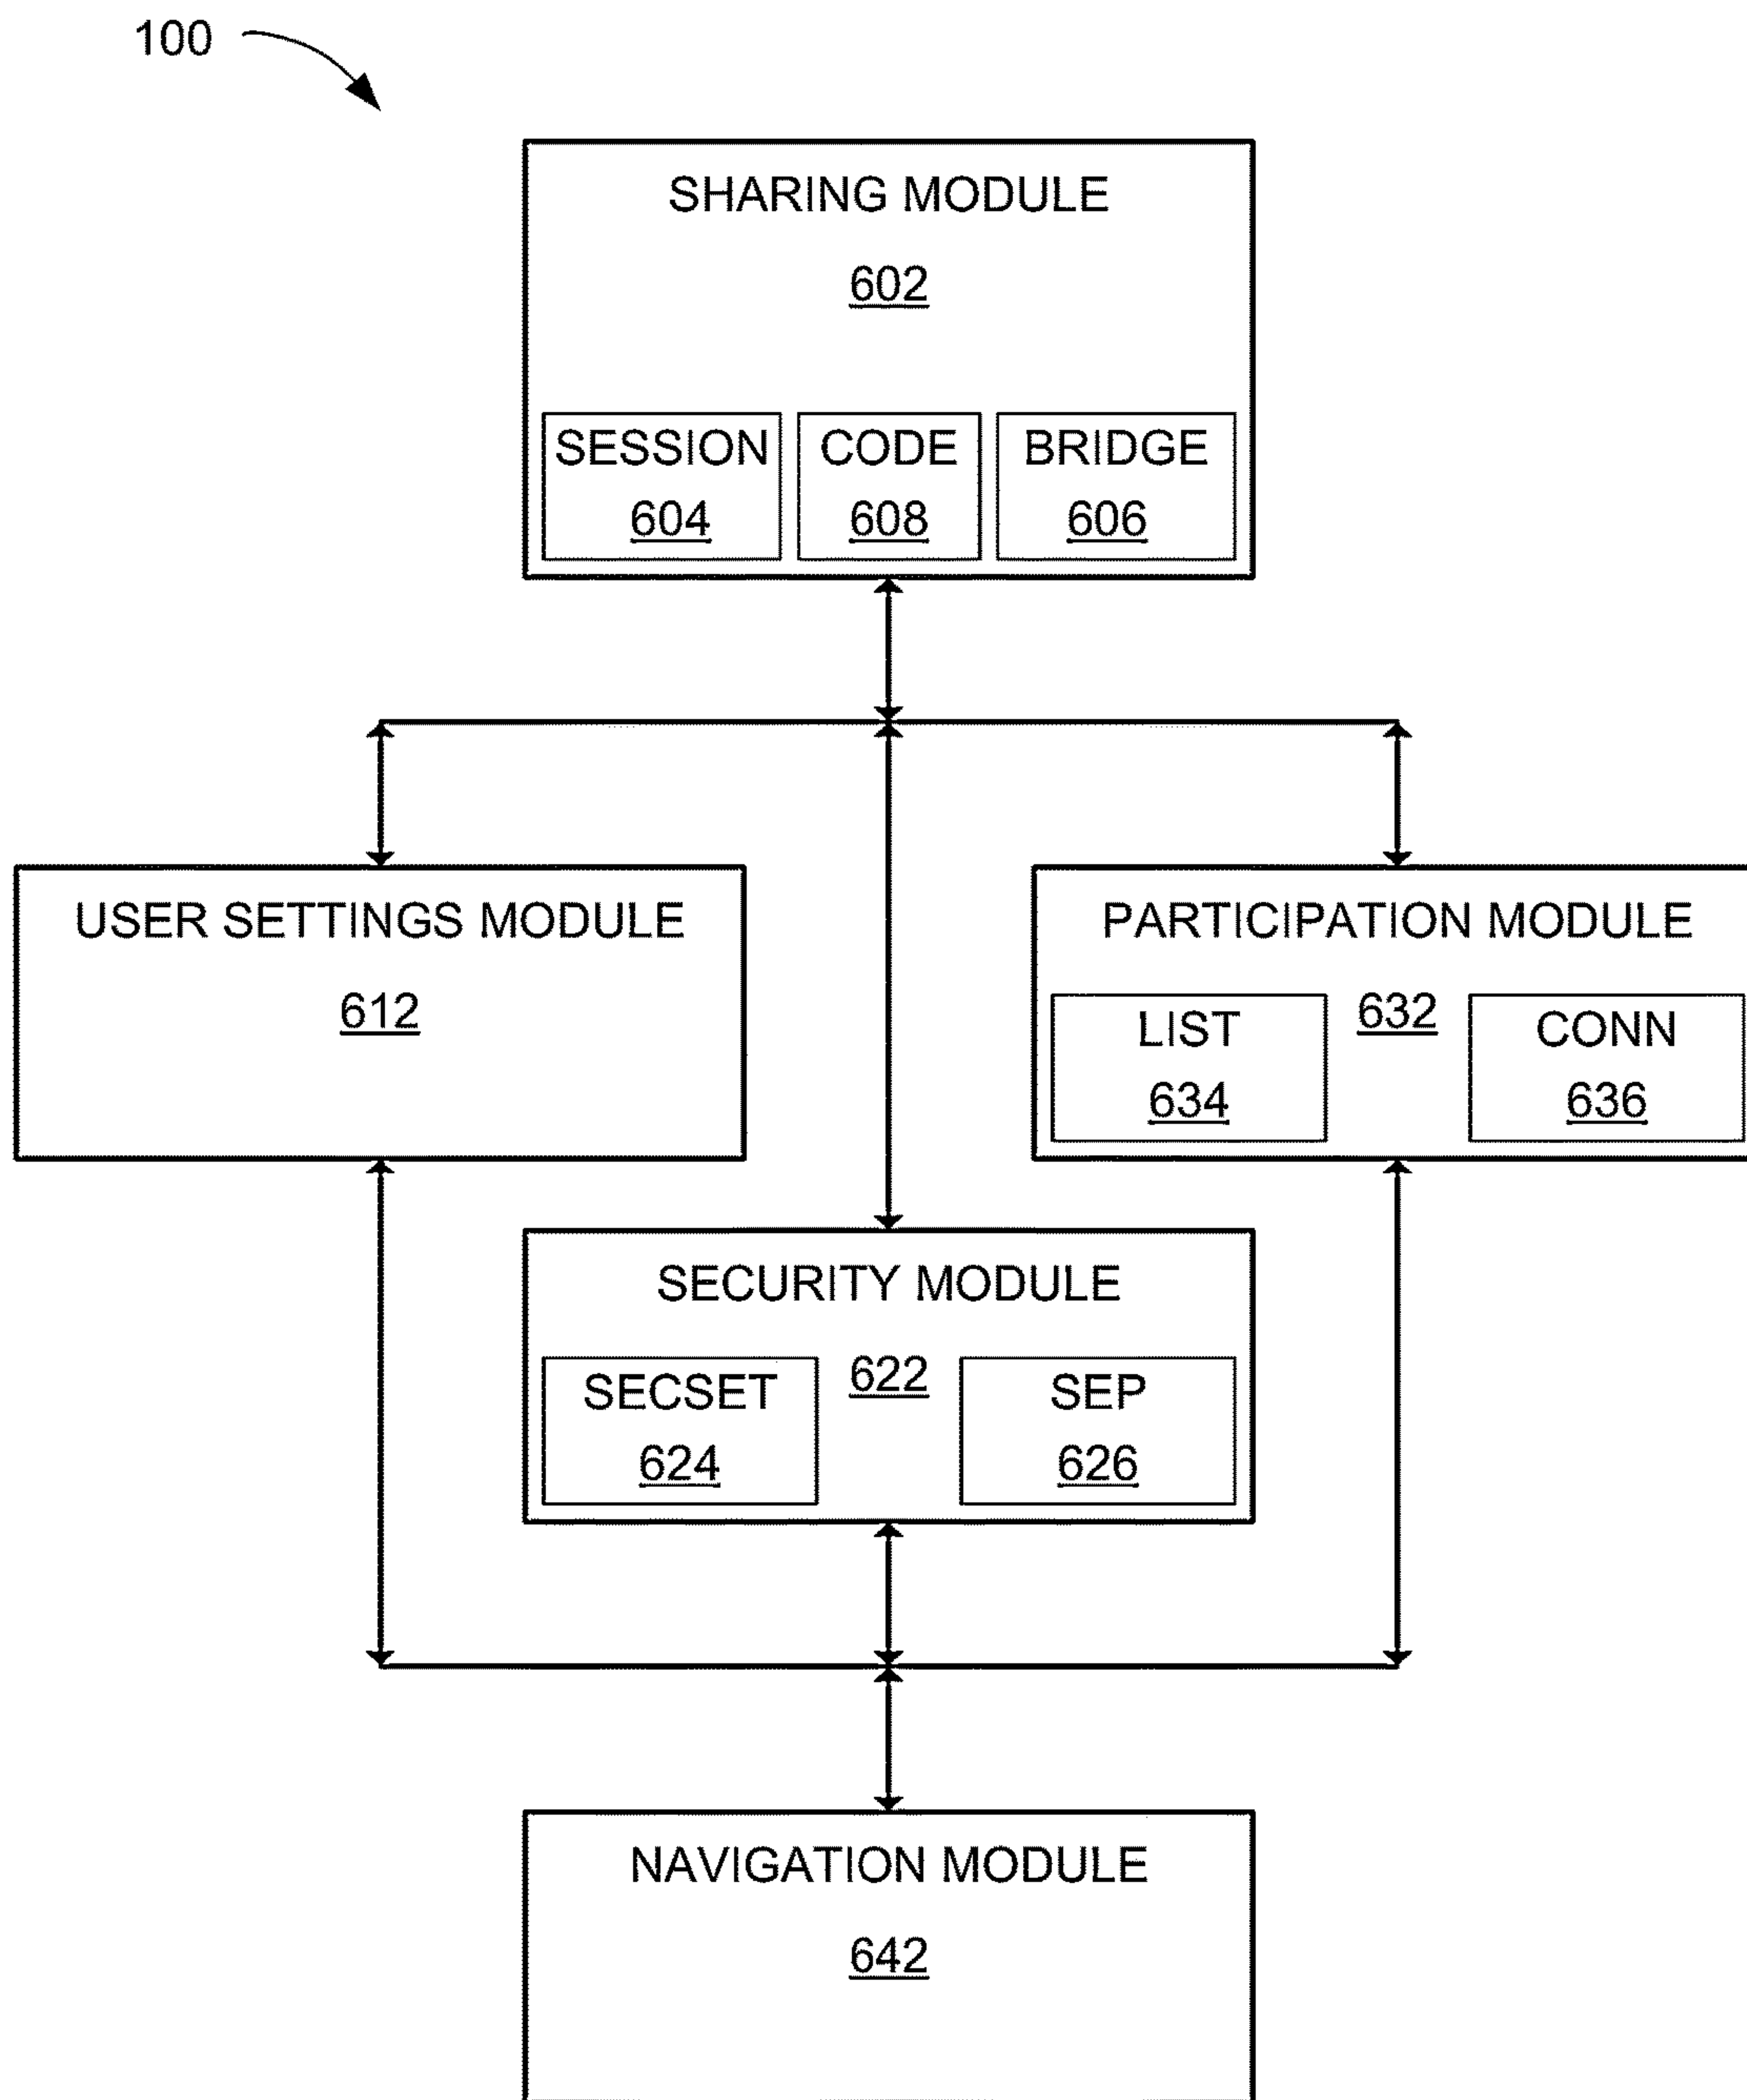 100
SHARING MODULE
602
SESSION
604
CODE
608
BRIDGE
606
USER SETTINGS MODULE
612
PARTICIPATION MODULE
632
LIST
634
CONN
636
SECURITY MODULE
622
SECSET
624
SEP
626
NAVIGATION MODULE
642